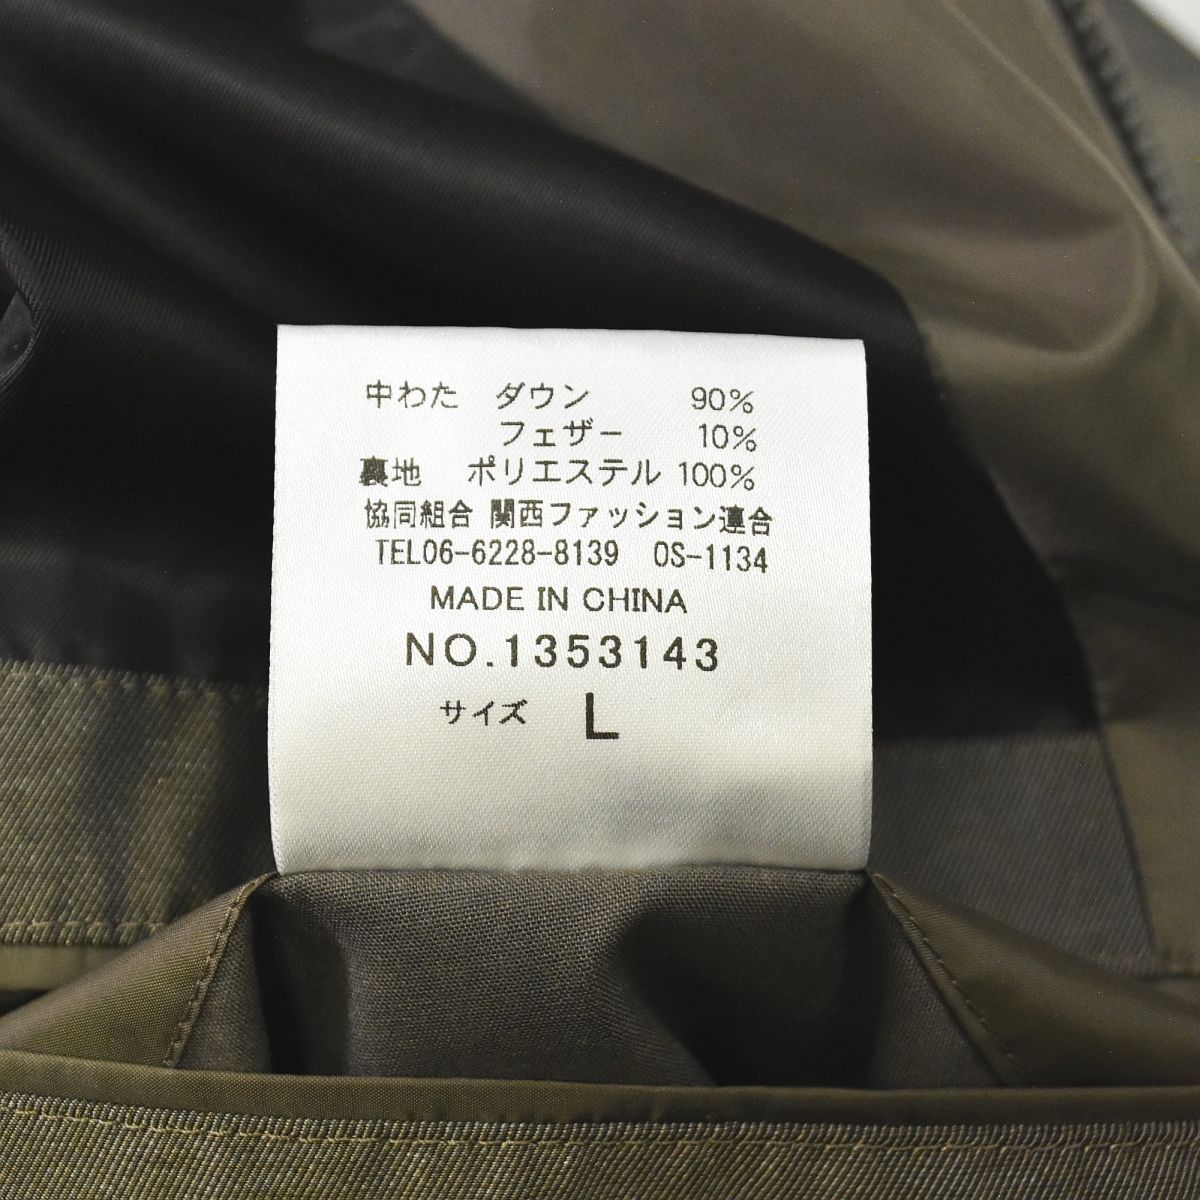 中わた ダウン 90%
フェザー 10%
裏地 ポリエステル 100%
協同組合 関西ファッション連合
TEL06-6228-8139 OS-1134
MADE IN CHINA
NO.1353143
サイズ L